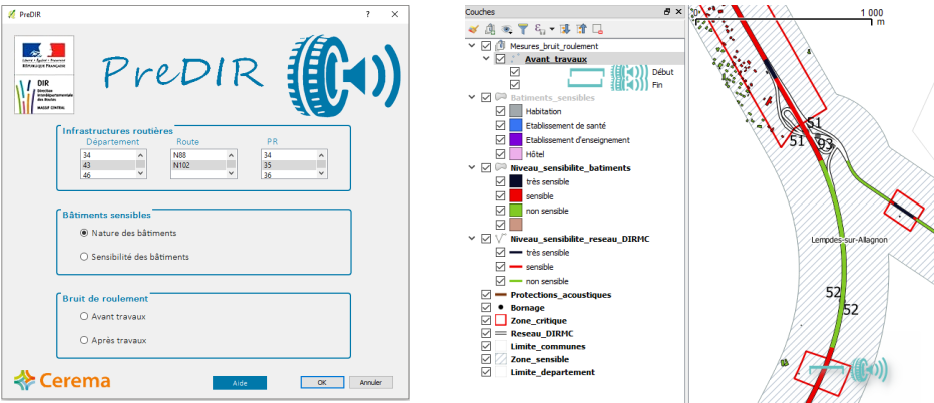 PreDIR
? ×
Liberté • Égalité • Fraternité
RÉPUBLIQUE FRANÇAISE
DIR
Direction
interdépartementale
des Routes
MASSIF CENTRAL
PreDIR
Infrastructures routières
Département Route PR
34 N88 34
43 N102 35
46 36
Bâtiments sensibles
Nature des bâtiments
Sensibilité des bâtiments
Bruit de roulement
Avant travaux
Après travaux
Cerema
Aide OK Annuler
Couches
Mesures_bruit_roulement
Avant_travaux
Début
Fin
Batiments_sensibles
Habitation
Etablissement de santé
Etablissement d'enseignement
Hôtel
Niveau_sensibilite_batiments
très sensible
sensible
non sensible
Niveau_sensibilite_reseau_DIRMC
très sensible
sensible
non sensible
Protections_acoustiques
Bornage
Zone_critique
Reseau_DIRMC
Limite_communes
Zone_sensible
Limite_departement
0 1 000
m
51
51 93
Lempdes-sur-Allagnon
52
52